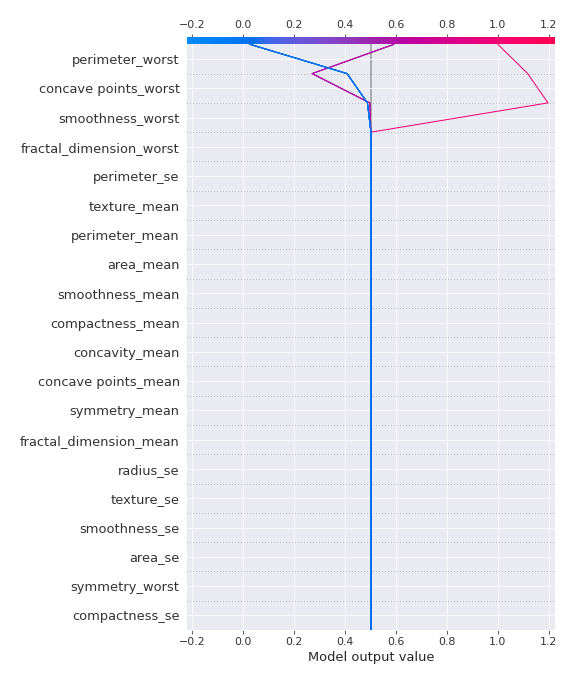 −0.2 0.0 0.2 0.4 0.6 0.8 1.0 1.2
perimeter_worst
concave points_worst
smoothness_worst
fractal_dimension_worst
perimeter_se
texture_mean
perimeter_mean
area_mean
smoothness_mean
compactness_mean
concavity_mean
concave points_mean
symmetry_mean
fractal_dimension_mean
radius_se
texture_se
smoothness_se
area_se
symmetry_worst
compactness_se
−0.2 0.0 0.2 0.4 0.6 0.8 1.0 1.2
Model output value